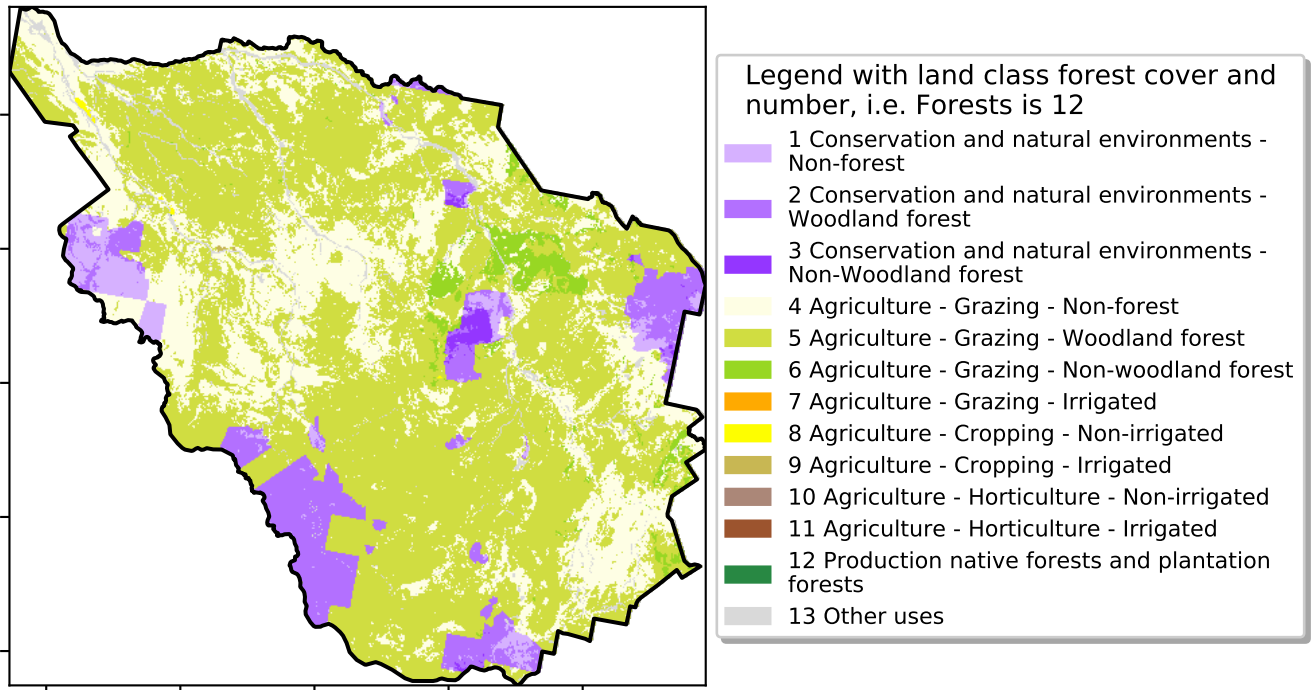 Legend with land class forest cover and
number, i.e. Forests is 12
1 Conservation and natural environments -
Non-forest
2 Conservation and natural environments -
Woodland forest
3 Conservation and natural environments -
Non-Woodland forest
4 Agriculture - Grazing - Non-forest
5 Agriculture - Grazing - Woodland forest
6 Agriculture - Grazing - Non-woodland forest
7 Agriculture - Grazing - Irrigated
8 Agriculture - Cropping - Non-irrigated
9 Agriculture - Cropping - Irrigated
10 Agriculture - Horticulture - Non-irrigated
11 Agriculture - Horticulture - Irrigated
12 Production native forests and plantation
forests
13 Other uses